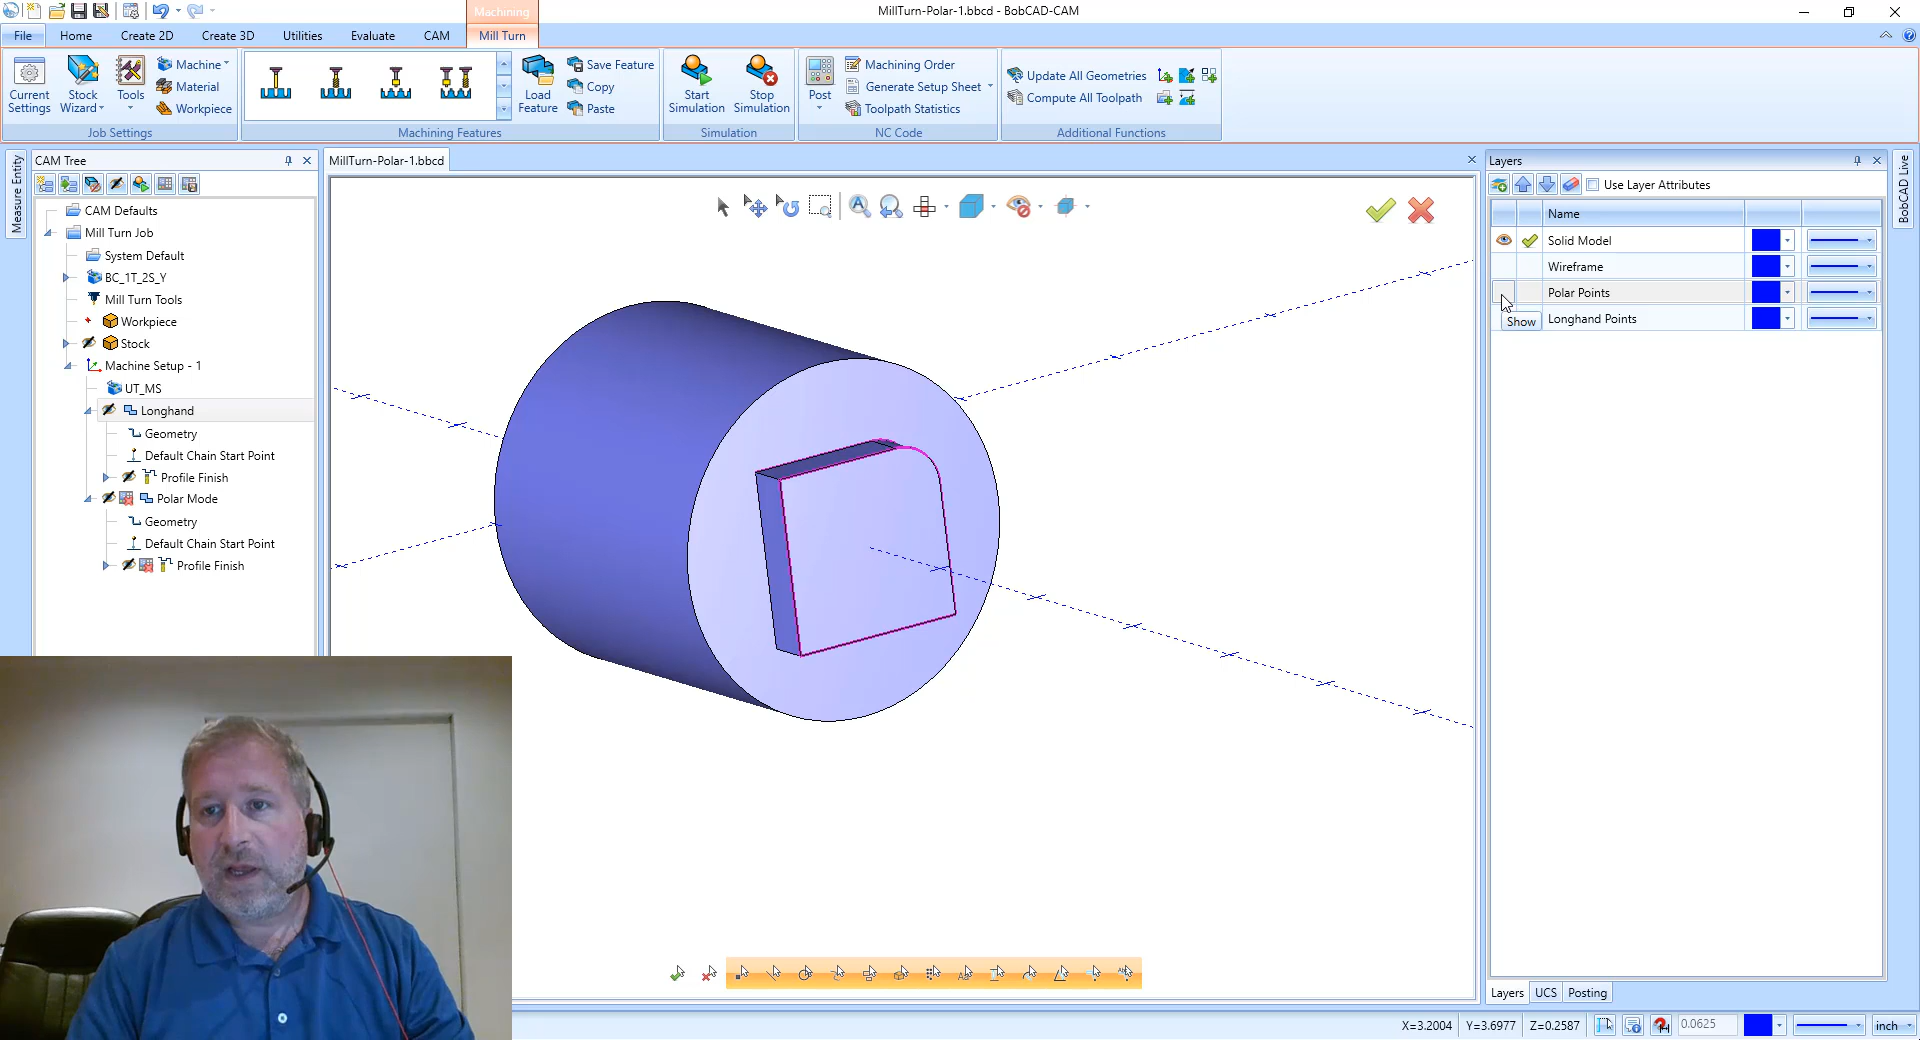 MillTurn-Polar-1.bbcd - BobCAD-CAM
Machining
File Home Create 2D Create 3D Utilities Evaluate CAM Mill Turn
Current Settings
Stock Wizard
Tools
Machine
Material
Workpiece
Job Settings
Load Feature
Save Feature
Copy
Paste
Machining Features
Start Simulation
Stop Simulation
Simulation
Post
Machining Order
Generate Setup Sheet
Toolpath Statistics
NC Code
Update All Geometries
Compute All Toolpath
Additional Functions
Measure Entity
CAM Tree
CAM Defaults
Mill Turn Job
System Default
BC_1T_2S_Y
Mill Turn Tools
Workpiece
Stock
Machine Setup - 1
UT_MS
Longhand
Geometry
Default Chain Start Point
Profile Finish
Polar Mode
Geometry
Default Chain Start Point
Profile Finish
MillTurn-Polar-1.bbcd
Layers
Use Layer Attributes
Name
Solid Model
Wireframe
Polar Points
Longhand Points
Show
BobCAD Live
Layers UCS Posting
X=3.2004 Y=3.6977 Z=0.2587 0.0625 inch